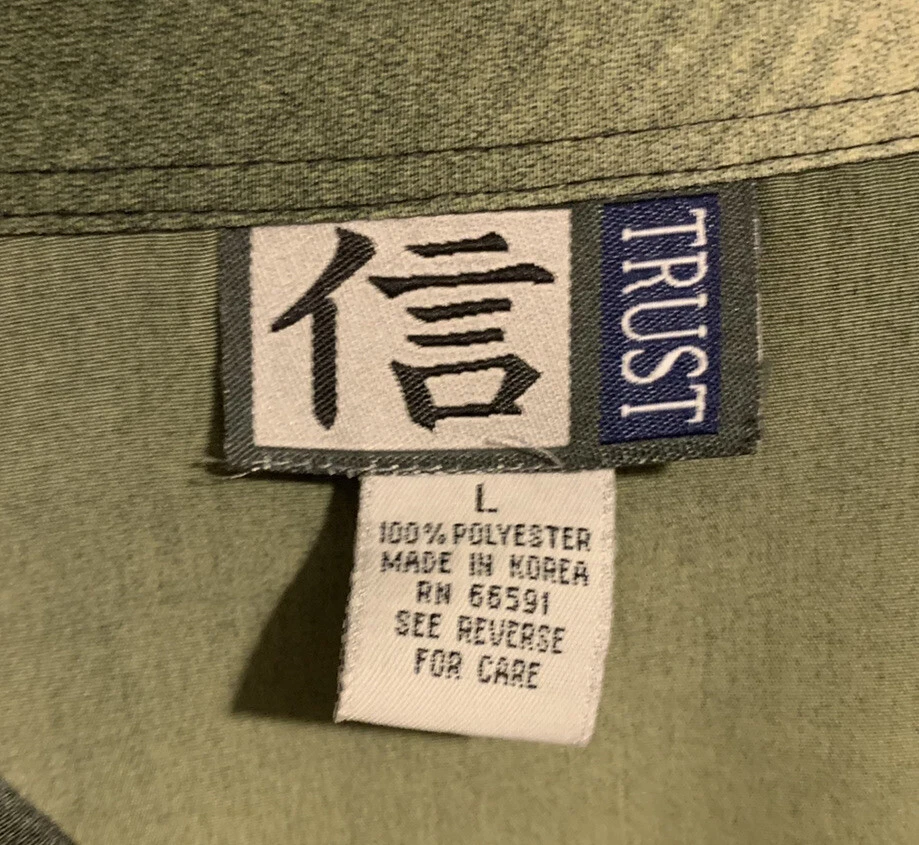 信
TRUST
L
100% POLYESTER
MADE IN KOREA
RN 66591
SEE REVERSE
FOR CARE